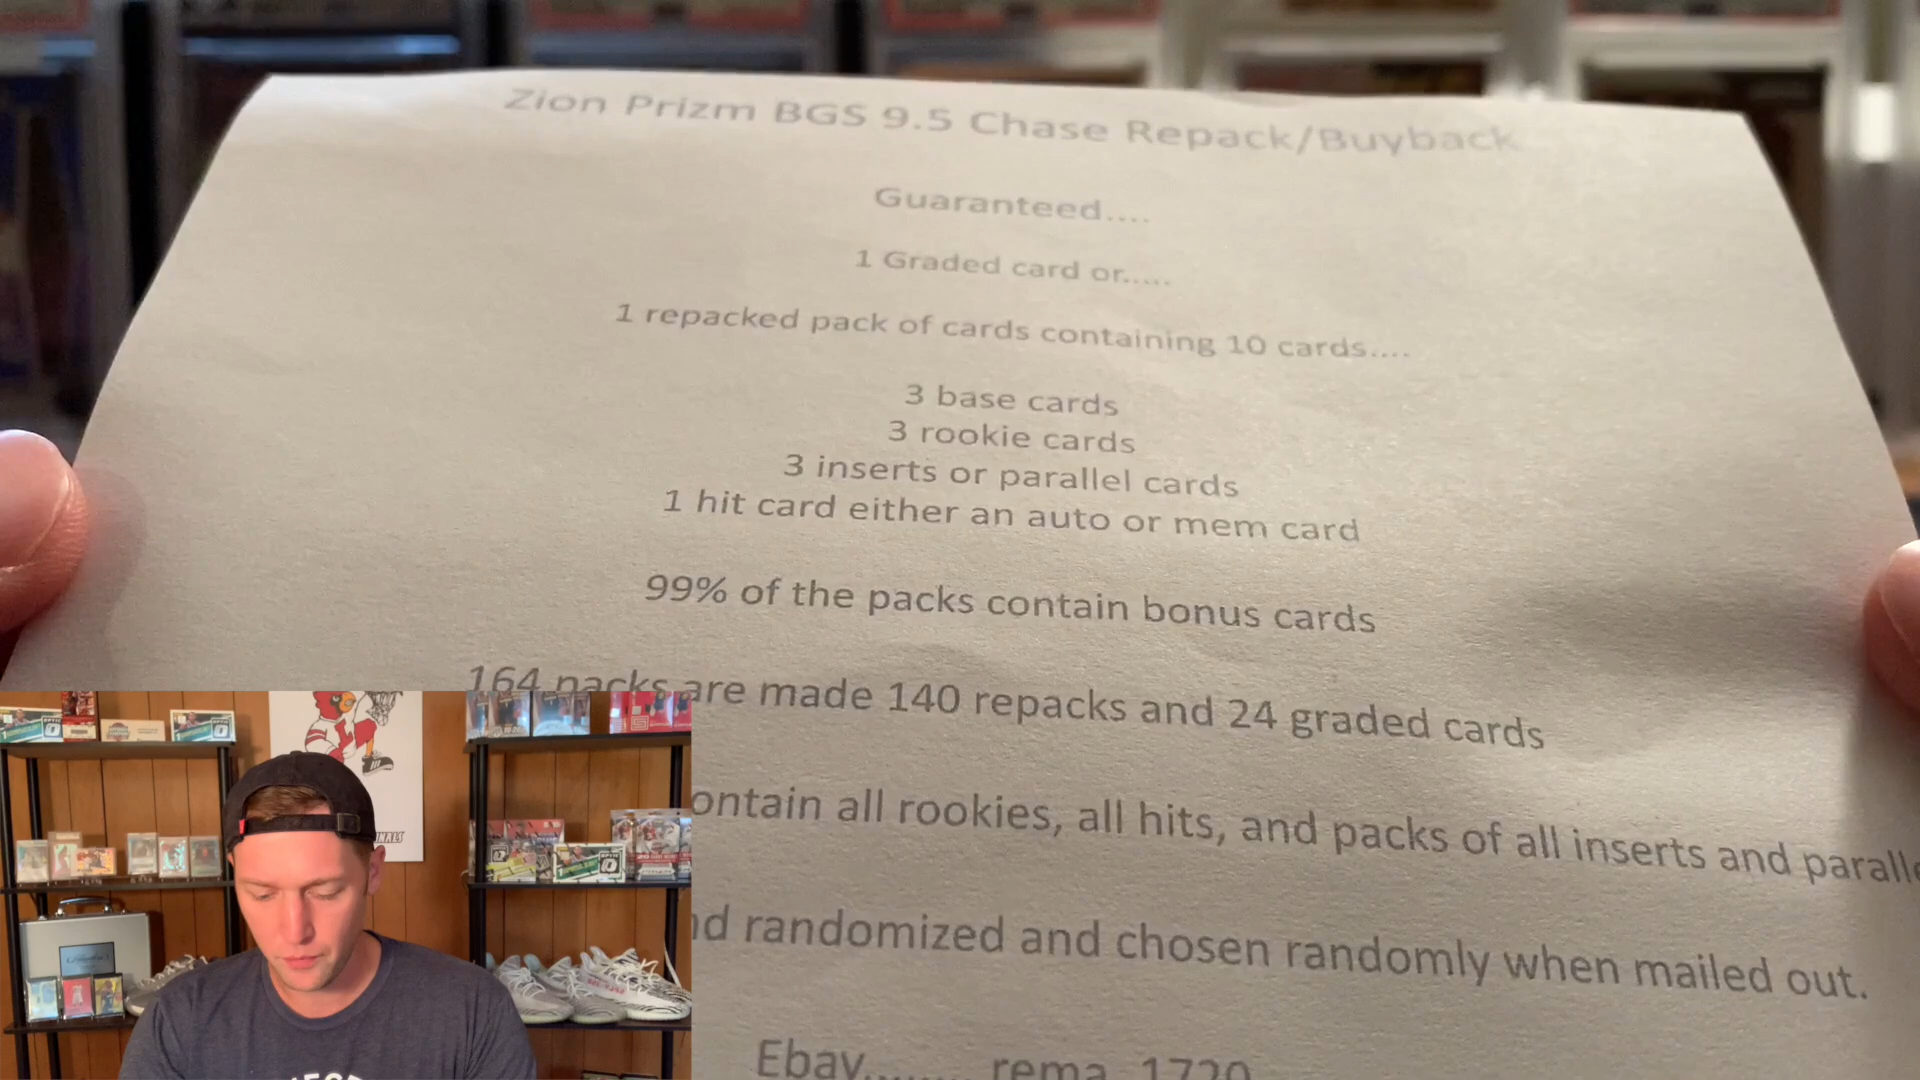 Zion Prizm BGS 9.5 Chase Repack/Buyback
Guaranteed....
1 Graded card or.....
1 repacked pack of cards containing 10 cards....
3 base cards
3 rookie cards
3 inserts or parallel cards
1 hit card either an auto or mem card
99% of the packs contain bonus cards
164 packs are made 140 repacks and 24 graded cards
ontain all rookies, all hits, and packs of all inserts and paralle
nd randomized and chosen randomly when mailed out.
Ebay....... rema_1720